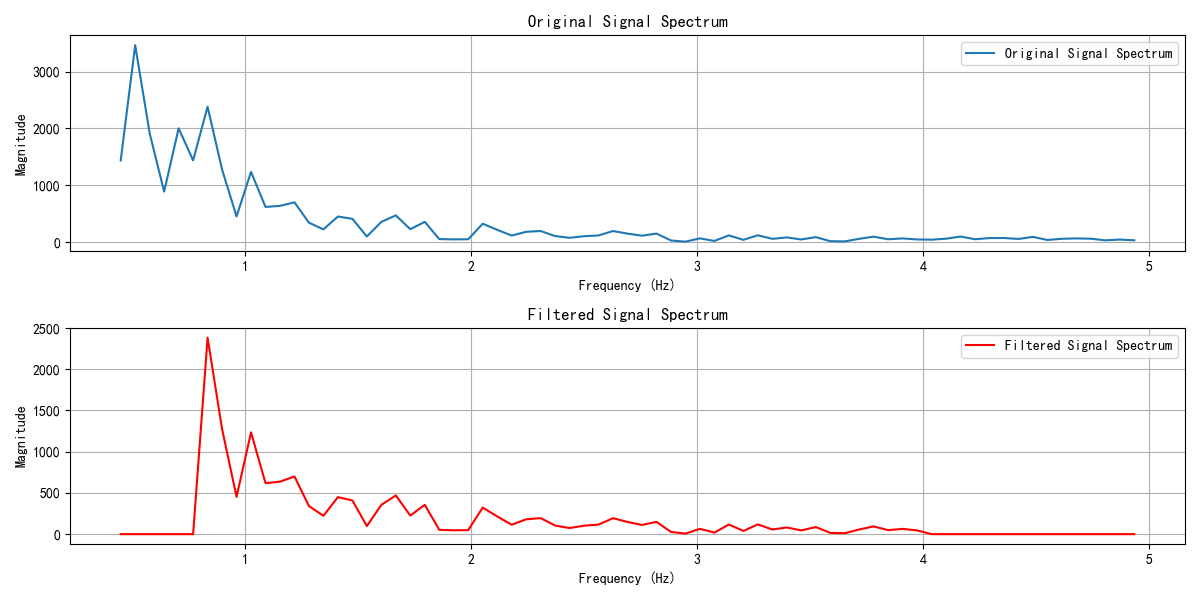 Original Signal Spectrum
Original Signal Spectrum
Magnitude
3000
2000
1000
0
1 2 3 4 5
Frequency (Hz)
Filtered Signal Spectrum
Filtered Signal Spectrum
Magnitude
2500
2000
1500
1000
500
0
1 2 3 4 5
Frequency (Hz)